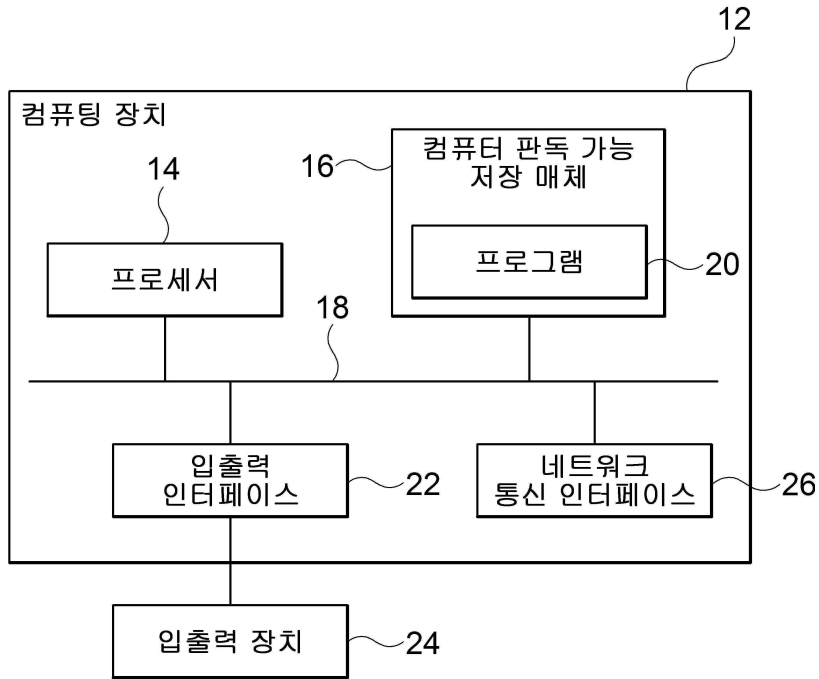 12
컴퓨팅 장치
14
16
컴퓨터 판독 가능
저장 매체
프로세서
프로그램
20
18
입출력
인터페이스
22
네트워크
통신 인터페이스
26
입출력 장치
24